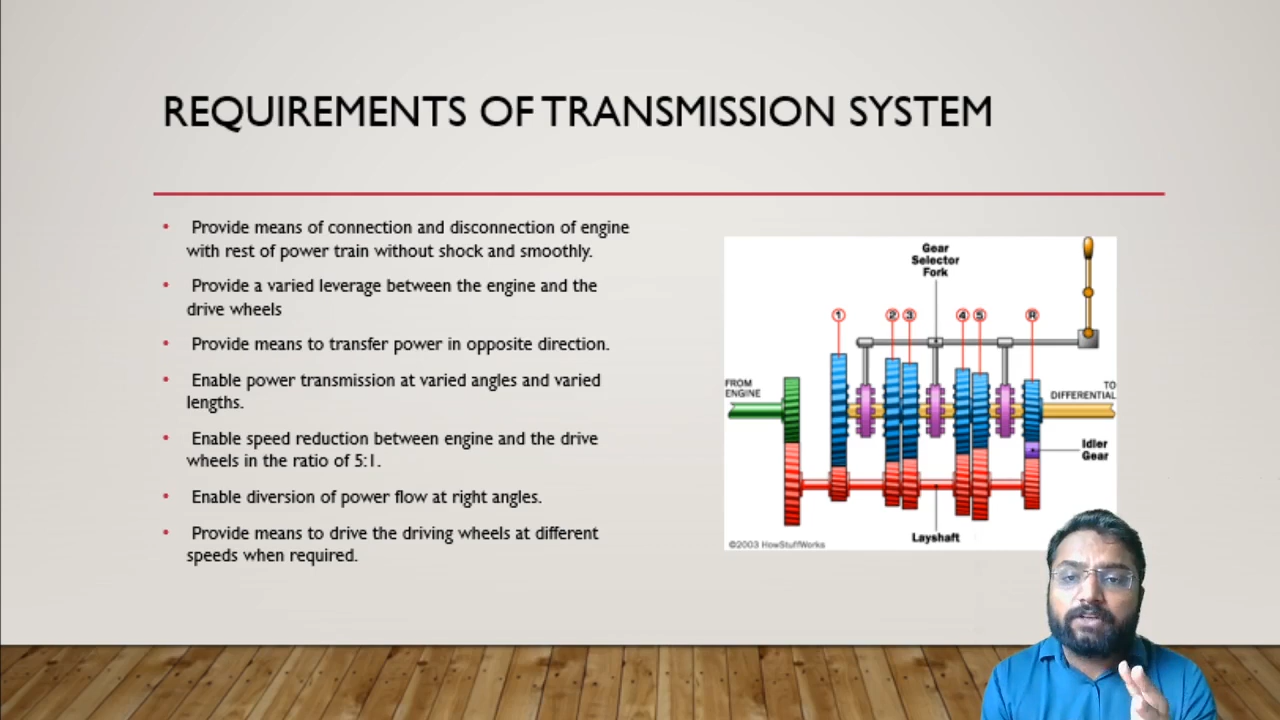 REQUIREMENTS OF TRANSMISSION SYSTEM
• Provide means of connection and disconnection of engine
with rest of power train without shock and smoothly.
• Provide a varied leverage between the engine and the
drive wheels
• Provide means to transfer power in opposite direction.
• Enable power transmission at varied angles and varied
lengths.
• Enable speed reduction between engine and the drive
wheels in the ratio of 5:1.
• Enable diversion of power flow at right angles.
• Provide means to drive the driving wheels at different
speeds when required.
Gear
Selector
Fork
1 2 3 4 5 R
FROM
ENGINE
TO
DIFFERENTIAL
Idler
Gear
Layshaft
©2003 HowStuffWorks